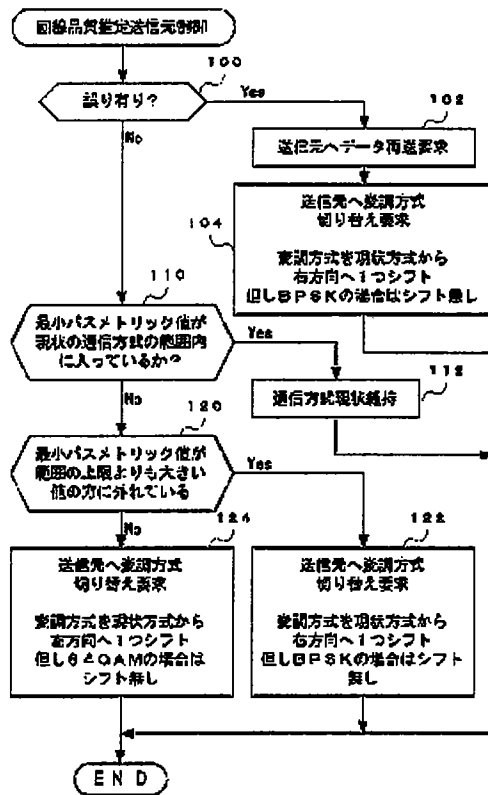 回線品質推定送信元制御
100
誤り有り?
Yes
No
102
送信元へデータ再送要求
104
送信元へ変調方式
切り替え要求
変調方式を現状方式から
右方向へ1つシフト
但しBPSKの場合はシフト無し
110
最小パスメトリック値が
現状の通信方式の範囲内
に入っているか?
Yes
No
112
通信方式現状維持
120
最小パスメトリック値が
範囲の上限よりも大きい
値の方に外れている
Yes
No
124
送信元へ変調方式
切り替え要求
変調方式を現状方式から
左方向へ1つシフト
但し64QAMの場合は
シフト無し
122
送信元へ変調方式
切り替え要求
変調方式を現状方式から
右方向へ1つシフト
但しBPSKの場合はシフト
無し
END